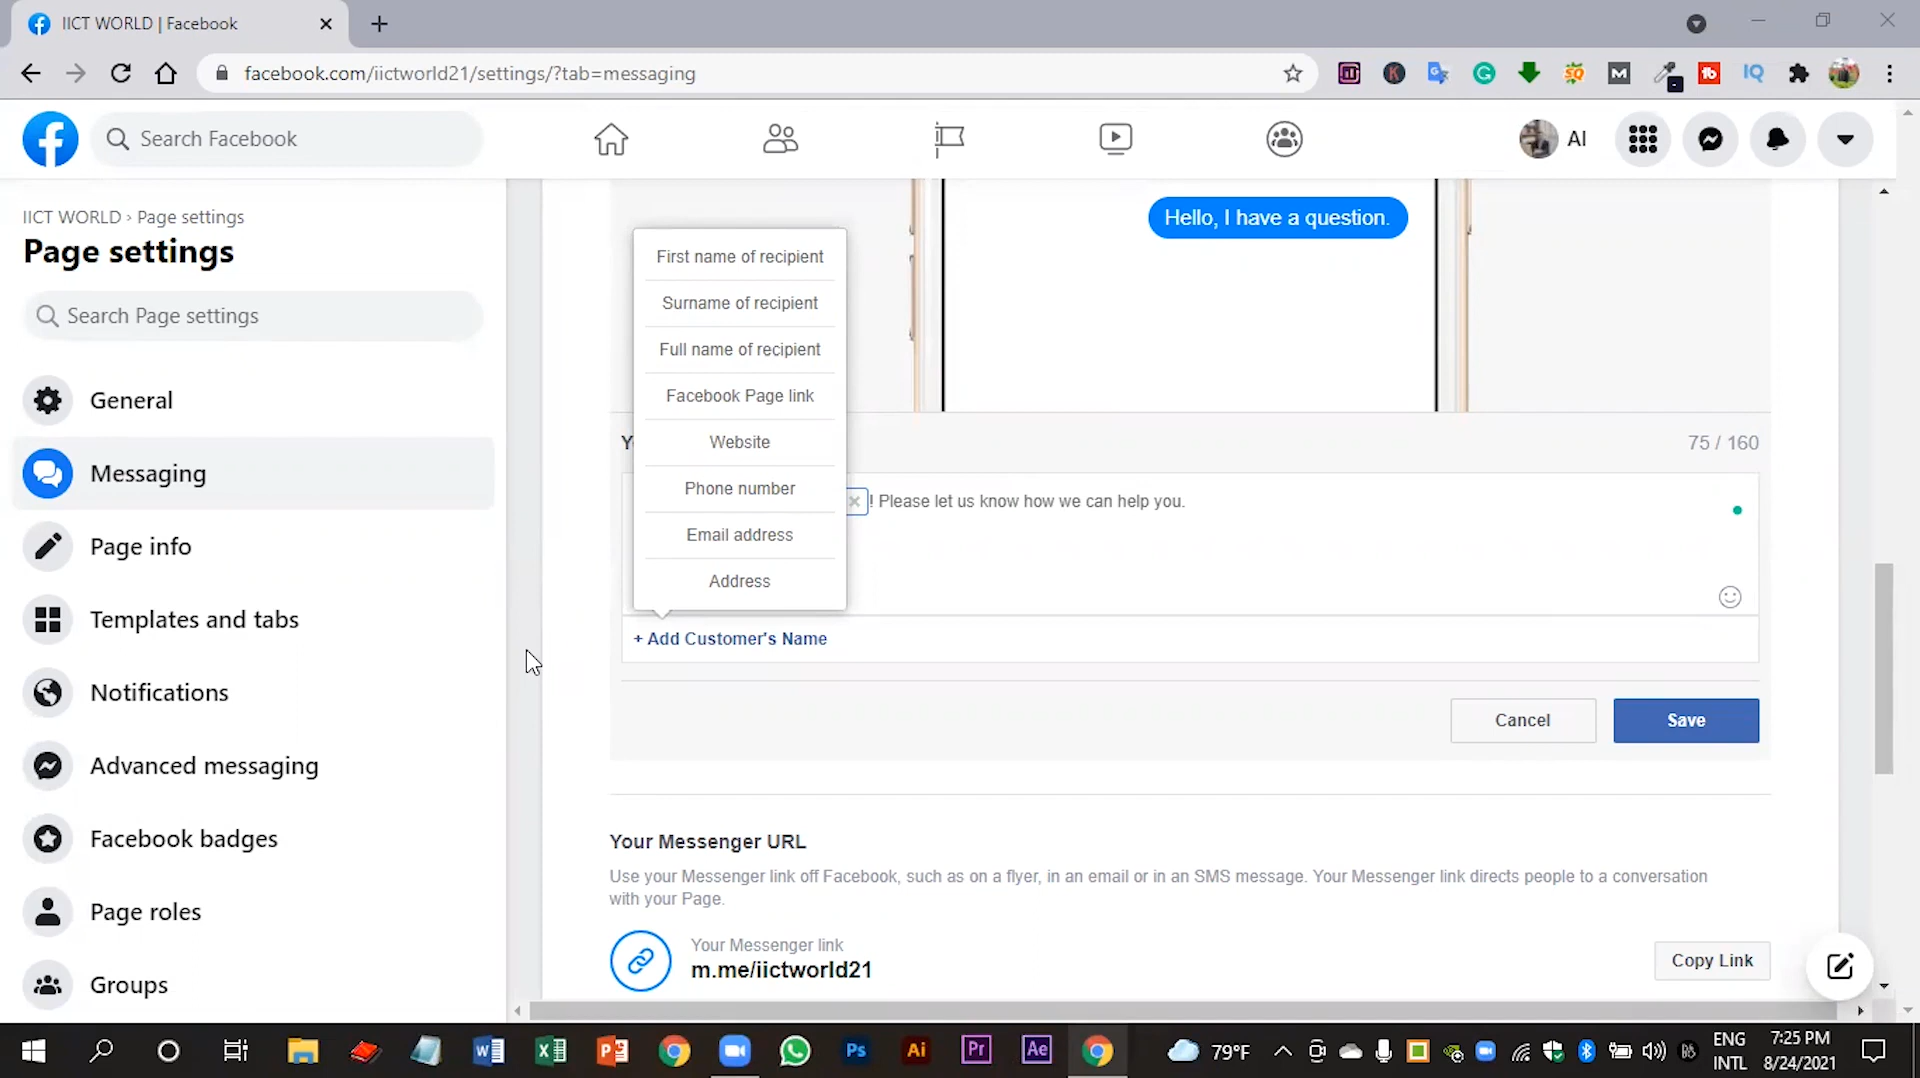 IICT WORLD | Facebook
facebook.com/iictworld21/settings/?tab=messaging
Search Facebook
AI
IICT WORLD › Page settings
Page settings
Search Page settings
General
Messaging
Page info
Templates and tabs
Notifications
Advanced messaging
Facebook badges
Page roles
Groups
Hello, I have a question.
First name of recipient
Surname of recipient
Full name of recipient
Facebook Page link
Website
Phone number
Email address
Address
75 / 160
! Please let us know how we can help you.
+ Add Customer's Name
Cancel
Save
Your Messenger URL
Use your Messenger link off Facebook, such as on a flyer, in an email or in an SMS message. Your Messenger link directs people to a conversation
with your Page.
Your Messenger link
m.me/iictworld21
Copy Link
79°F
ENG
INTL
7:25 PM
8/24/2021